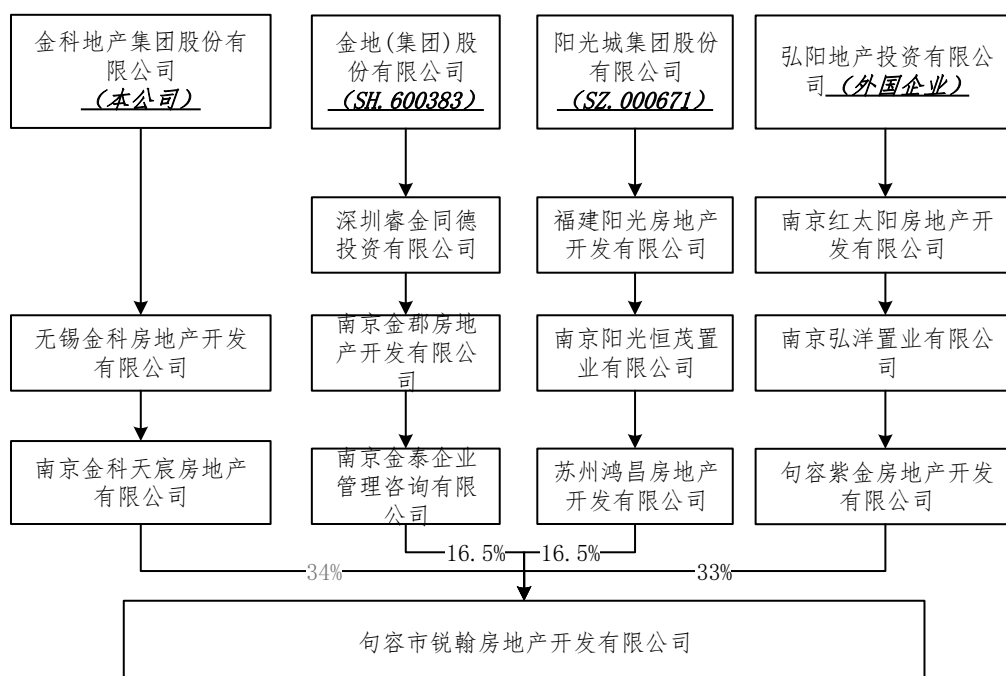 金科地产集团股份有
限公司
（本公司）
金地(集团)股
份有限公司
（SH.600383）
阳光城集团股份
有限公司
（SZ.000671）
弘阳地产投资有限公
司（外国企业）
深圳睿金同德
投资有限公司
福建阳光房地产
开发有限公司
南京红太阳房地产开
发有限公司
无锡金科房地产开发
有限公司
南京金郡房地
产开发有限公
司
南京阳光恒茂置
业有限公司
南京弘洋置业有限公
司
南京金科天宸房地产
有限公司
南京金泰企业
管理咨询有限
公司
苏州鸿昌房地产
开发有限公司
句容紫金房地产开发
有限公司
16.5%
16.5%
34%
33%
句容市锐翰房地产开发有限公司